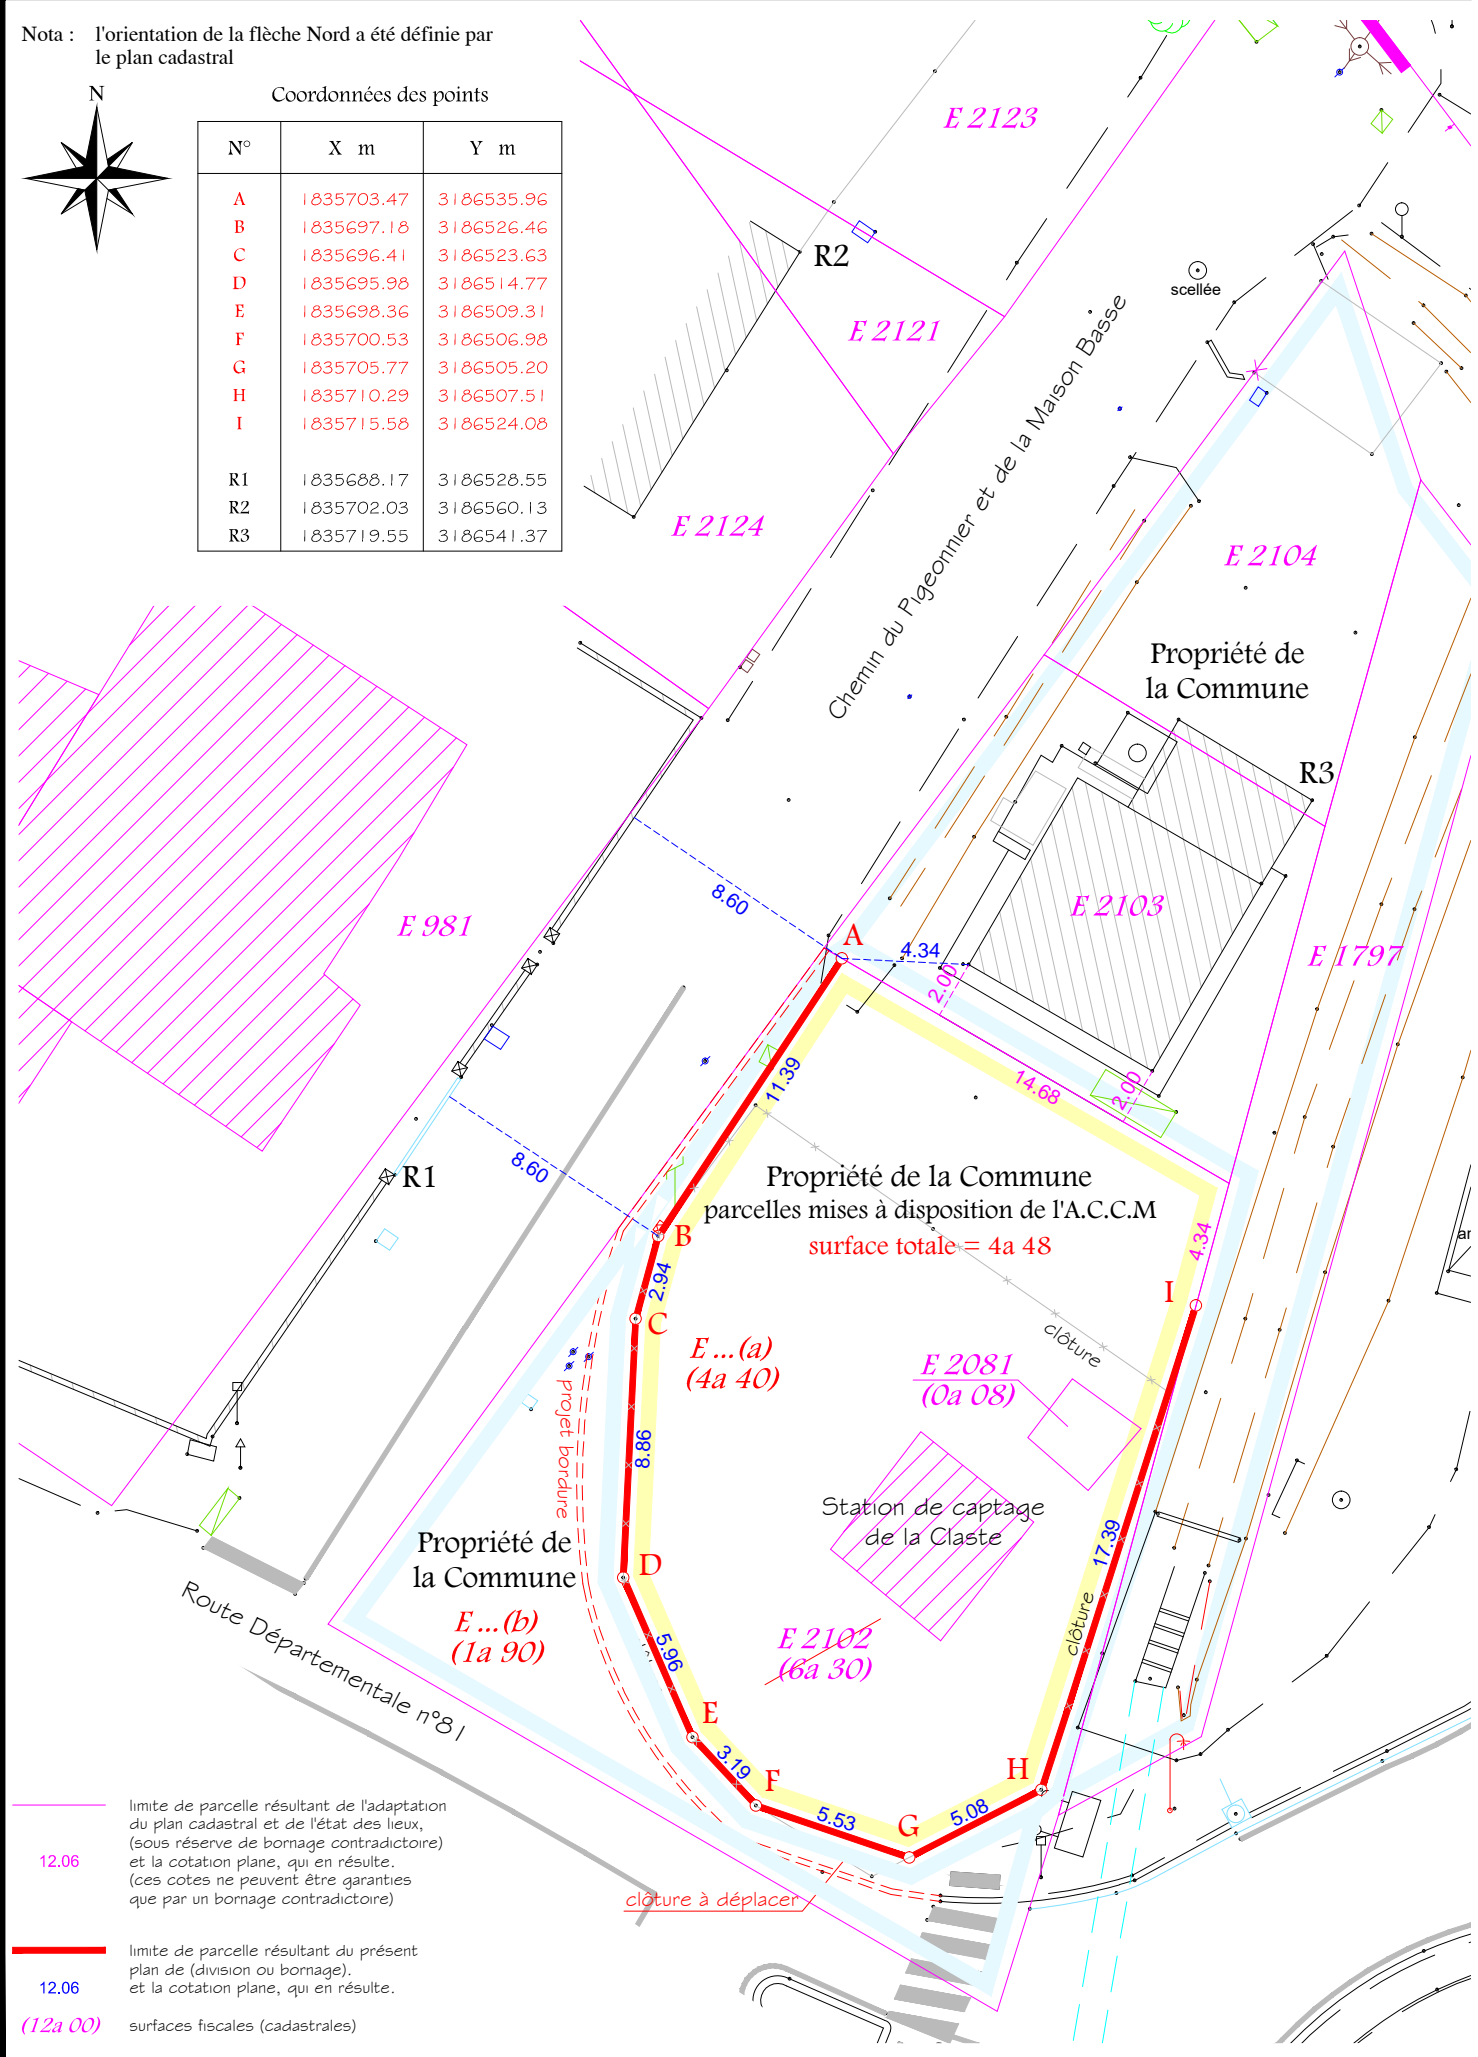 Nota : l'orientation de la flèche Nord a été définie par
le plan cadastral
N
Coordonnées des points
N° X m Y m
A 1835703.47 3186535.96
B 1835697.18 3186526.46
C 1835696.41 3186523.63
D 1835695.98 3186514.77
E 1835698.36 3186509.31
F 1835700.53 3186506.98
G 1835705.77 3186505.20
H 1835710.29 3186507.51
I 1835715.58 3186524.08
R1 1835688.17 3186528.55
R2 1835702.03 3186560.13
R3 1835719.55 3186541.37
E 2123
R2
scellée
E 2121
Chemin du Pigeonnier et de la Maison Basse
E 2124
E 2104
Propriété de
la Commune
R3
8.60
E 2103
E 981
A
4.34
E 1797
2.00
11.39
14.68
2.00
8.60
R1
Propriété de la Commune
parcelles mises à disposition de l'A.C.C.M
surface totale = 4a 48
B
4.34
2.94
I
C
clôture
E ...(a)
(4a 40)
E 2081
(0a 08)
projet bordure
8.86
Station de captage
de la Claste
17.39
Propriété de
la Commune
D
E ...(b)
(1a 90)
clôture
5.96
E 2102
(6a 30)
Route Départementale n°81
E
3.19
F
H
5.53
G
5.08
clôture à déplacer
limite de parcelle résultant de l'adaptation
du plan cadastral et de l'état des lieux,
(sous réserve de bornage contradictoire)
12.06 et la cotation plane, qui en résulte.
(ces cotes ne peuvent être garanties
que par un bornage contradictoire)
limite de parcelle résultant du présent
plan de (division ou bornage).
12.06 et la cotation plane, qui en résulte.
(12a 00) surfaces fiscales (cadastrales)